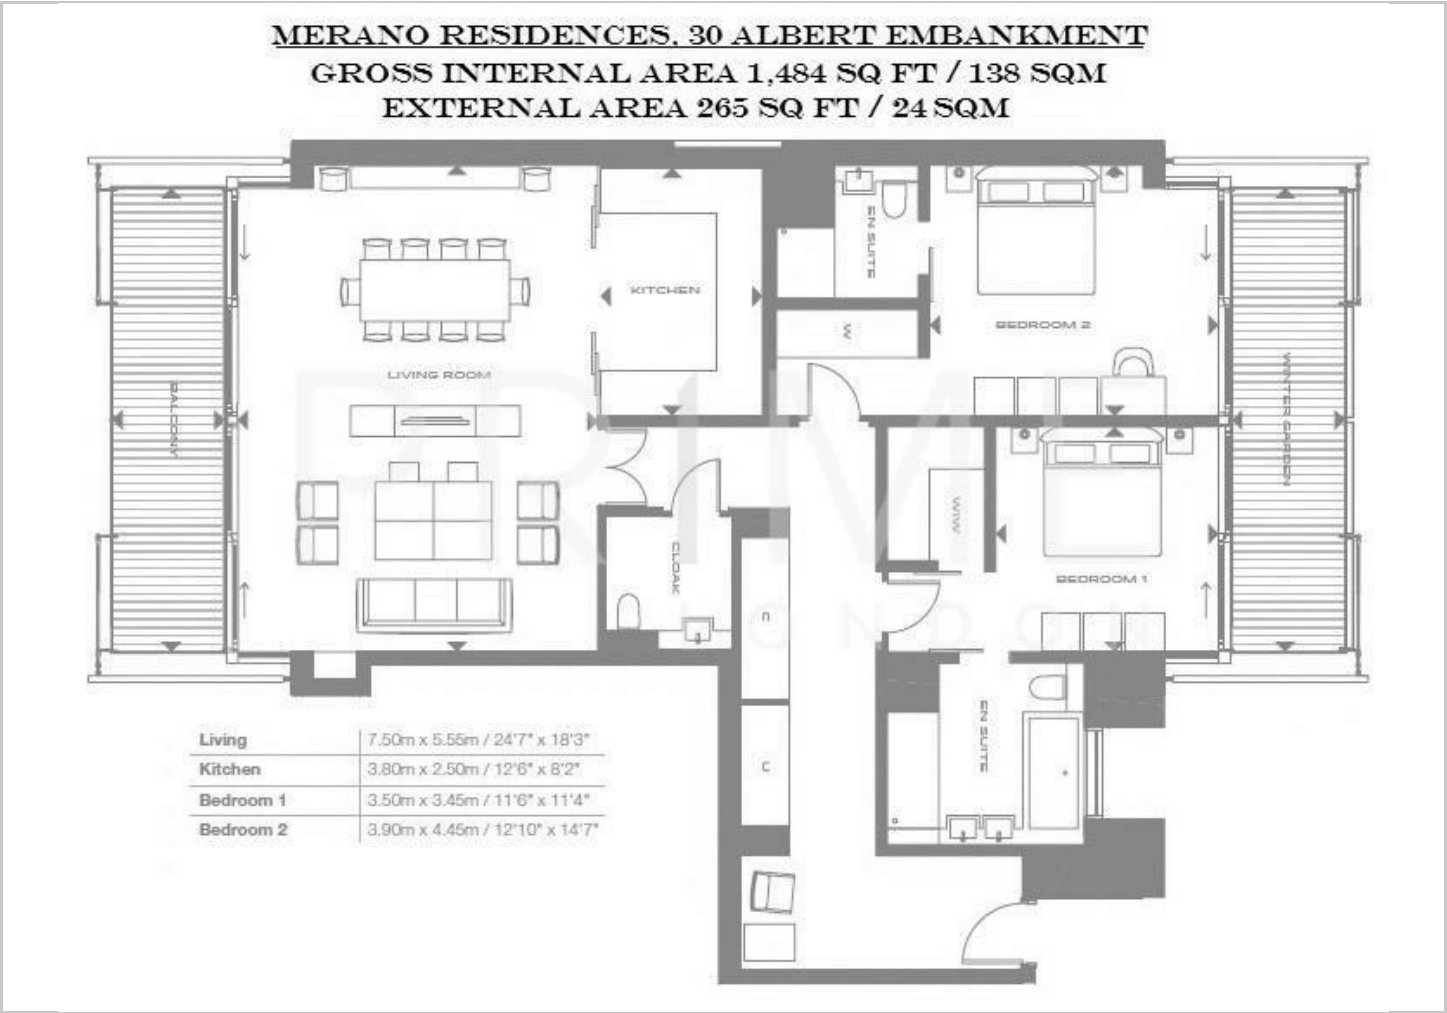 MERANO RESIDENCES, 30 ALBERT EMBANKMENT
GROSS INTERNAL AREA 1,484 SQ FT / 138 SQM
EXTERNAL AREA 265 SQ FT / 24 SQM
EN SUITE
KITCHEN
BEDROOM 2
W
LIVING ROOM
BALCONY
WINTER GARDEN
PRIME
W/W
CLOAK
BEDROOM 1
LONDON
U
EN SUITE
C
Living 7.50m x 5.55m / 24'7" x 18'3"
Kitchen 3.80m x 2.50m / 12'6" x 8'2"
Bedroom 1 3.50m x 3.45m / 11'6" x 11'4"
Bedroom 2 3.90m x 4.45m / 12'10" x 14'7"